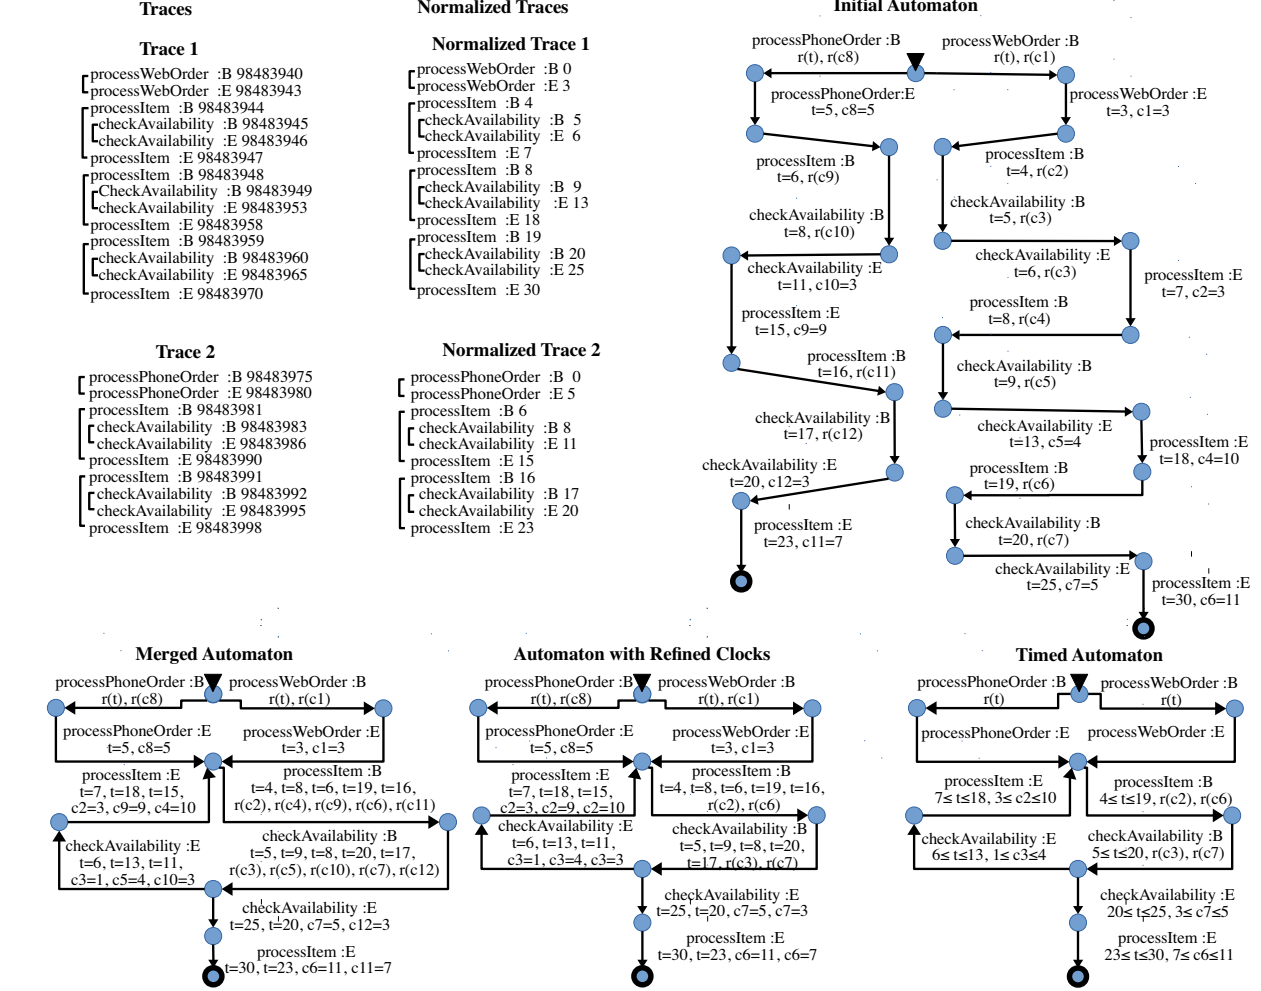 Traces
Trace 1
processWebOrder :B 98483940
processWebOrder :E 98483943
processItem :B 98483944
checkAvailability :B 98483945
checkAvailability :E 98483946
processItem :E 98483947
processItem :B 98483948
CheckAvailability :B 98483949
checkAvailability :E 98483953
processItem :E 98483958
processItem :B 98483959
checkAvailability :B 98483960
checkAvailability :E 98483965
processItem :E 98483970
Trace 2
processPhoneOrder :B 98483975
processPhoneOrder :E 98483980
processItem :B 98483981
checkAvailability :B 98483983
checkAvailability :E 98483986
processItem :E 98483990
processItem :B 98483991
checkAvailability :B 98483992
checkAvailability :E 98483995
processItem :E 98483998
Normalized Traces
Normalized Trace 1
processWebOrder :B 0
processWebOrder :E 3
processItem :B 4
checkAvailability :B 5
checkAvailability :E 6
processItem :E 7
processItem :B 8
checkAvailability :B 9
checkAvailability :E 13
processItem :E 18
processItem :B 19
checkAvailability :B 20
checkAvailability :E 25
processItem :E 30
Normalized Trace 2
processPhoneOrder :B 0
processPhoneOrder :E 5
processItem :B 6
checkAvailability :B 8
checkAvailability :E 11
processItem :E 15
processItem :B 16
checkAvailability :B 17
checkAvailability :E 20
processItem :E 23
Initial Automaton
processPhoneOrder :B
r(t), r(c8)
processPhoneOrder:E
t=5, c8=5
processItem :B
t=6, r(c9)
checkAvailability :B
t=8, r(c10)
checkAvailability :E
t=11, c10=3
processItem :E
t=15, c9=9
processItem :B
t=16, r(c11)
checkAvailability :B
t=17, r(c12)
checkAvailability :E
t=20, c12=3
processItem :E
t=23, c11=7
processWebOrder :B
r(t), r(c1)
processWebOrder :E
t=3, c1=3
processItem :B
t=4, r(c2)
checkAvailability :B
t=5, r(c3)
checkAvailability :E
t=6, r(c3)
processItem :E
t=7, c2=3
processItem :B
t=8, r(c4)
checkAvailability :B
t=9, r(c5)
checkAvailability :E
t=13, c5=4
processItem :E
t=18, c4=10
processItem :B
t=19, r(c6)
checkAvailability :B
t=20, r(c7)
checkAvailability :E
t=25, c7=5
processItem :E
t=30, c6=11
Merged Automaton
processPhoneOrder :B
r(t), r(c8)
processWebOrder :B
r(t), r(c1)
processPhoneOrder :E
t=5, c8=5
processWebOrder :E
t=3, c1=3
processItem :E
t=7, t=18, t=15,
c2=3, c9=9, c4=10
processItem :B
t=4, t=8, t=6, t=19, t=16,
r(c2), r(c4), r(c9), r(c6), r(c11)
checkAvailability :E
t=6, t=13, t=11,
c3=1, c5=4, c10=3
checkAvailability :B
t=5, t=9, t=8, t=20, t=17,
r(c3), r(c5), r(c10), r(c7), r(c12)
checkAvailability :E
t=25, t=20, c7=5, c12=3
processItem :E
t=30, t=23, c6=11, c11=7
Automaton with Refined Clocks
processPhoneOrder :B
r(t), r(c8)
processWebOrder :B
r(t), r(c1)
processPhoneOrder :E
t=5, c8=5
processWebOrder :E
t=3, c1=3
processItem :E
t=7, t=18, t=15,
c2=3, c2=9, c2=10
processItem :B
t=4, t=8, t=6, t=19, t=16,
r(c2), r(c6)
checkAvailability :E
t=6, t=13, t=11,
c3=1, c3=4, c3=3
checkAvailability :B
t=5, t=9, t=8, t=20,
t=17, r(c3), r(c7)
checkAvailability :E
t=25, t=20, c7=5, c7=3
processItem :E
t=30, t=23, c6=11, c6=7
Timed Automaton
processPhoneOrder :B
r(t)
processWebOrder :B
r(t)
processPhoneOrder :E
processWebOrder :E
processItem :E
7≤ t≤18, 3≤ c2≤10
processItem :B
4≤ t≤19, r(c2), r(c6)
checkAvailability :E
6≤ t≤13, 1≤ c3≤4
checkAvailability :B
5≤ t≤20, r(c3), r(c7)
checkAvailability :E
20≤ t≤25, 3≤ c7≤5
processItem :E
23≤ t≤30, 7≤ c6≤11